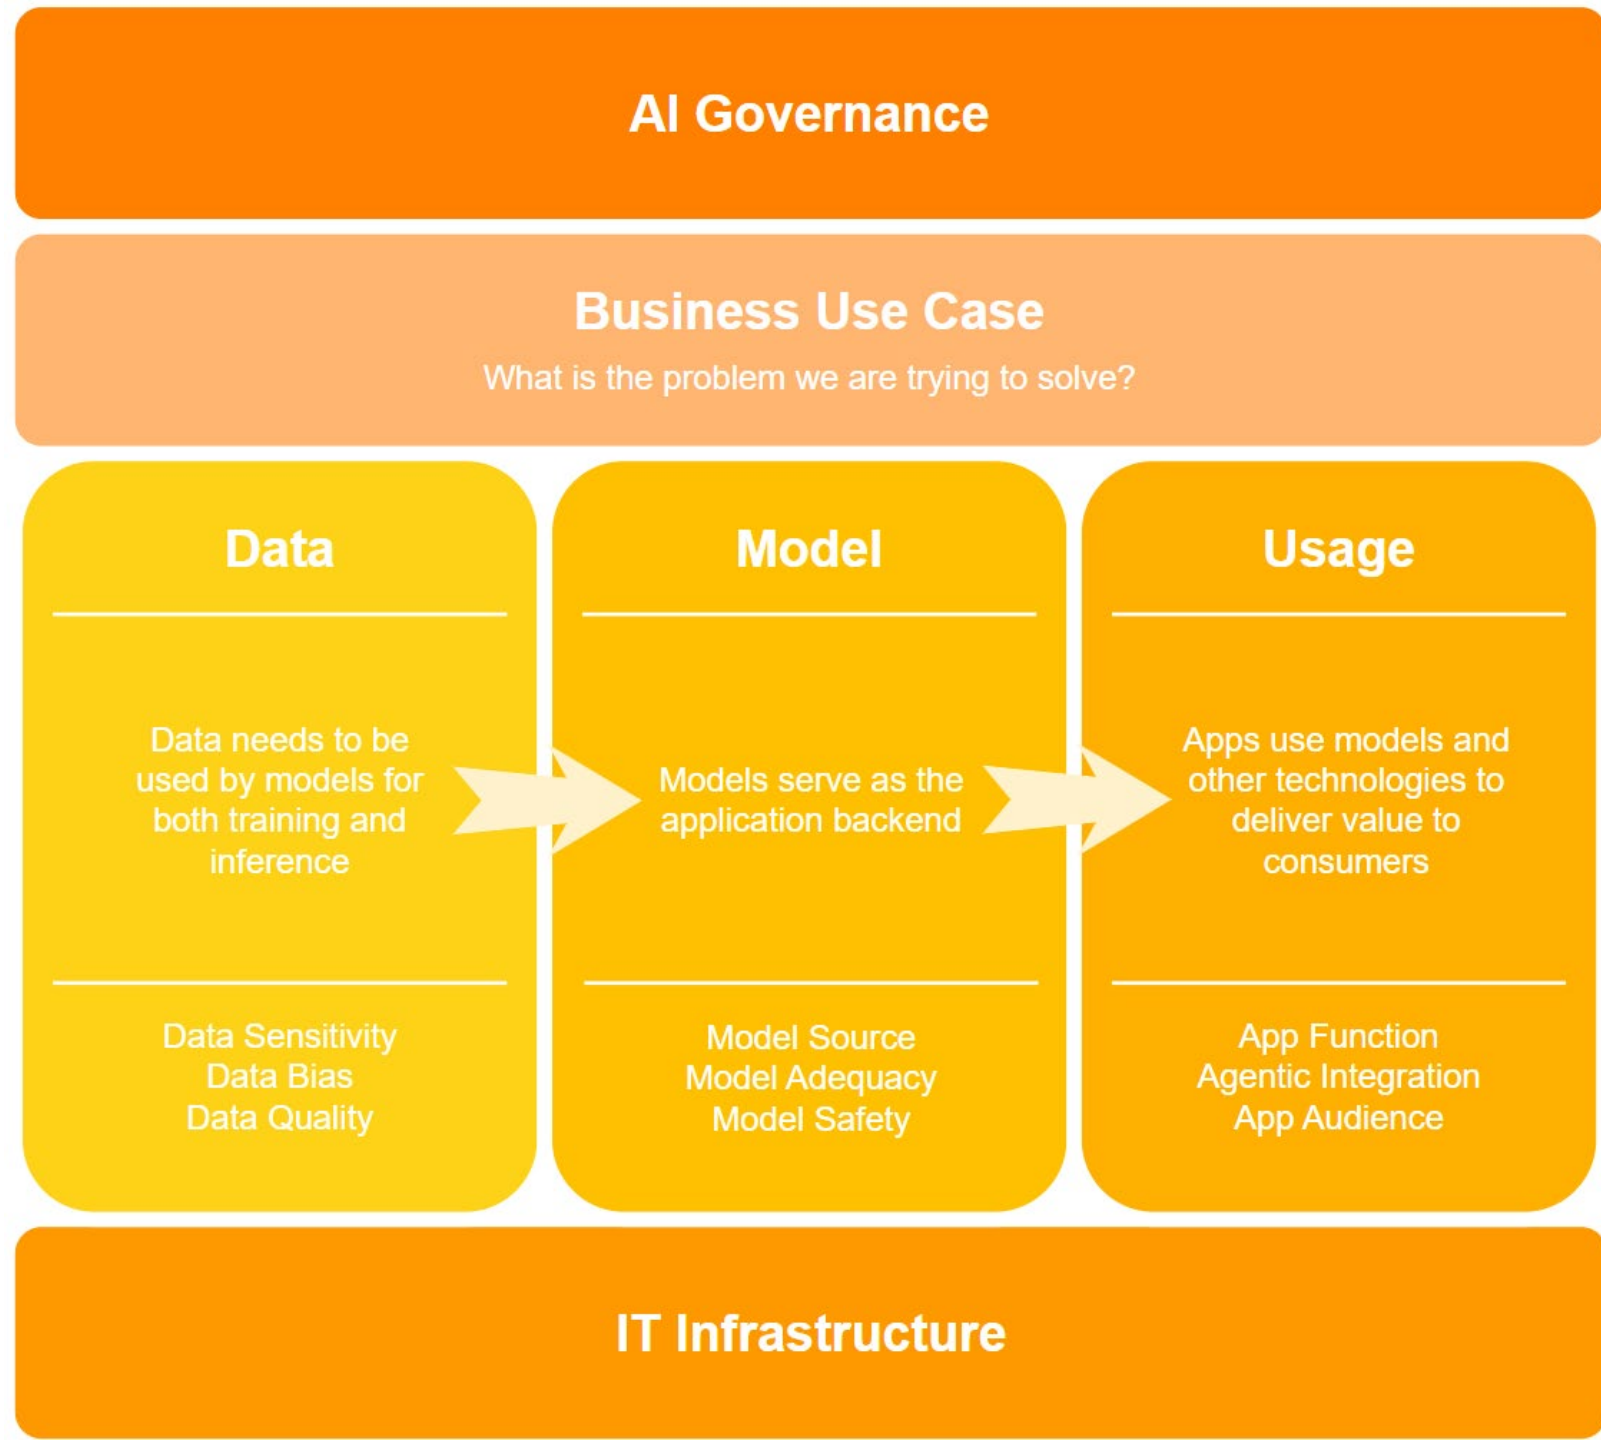 AI Governance
Business Use Case
What is the problem we are trying to solve?
Data
Data needs to be
used by models for
both training and
inference
Data Sensitivity
Data Bias
Data Quality
Model
Models serve as the
application backend
Model Source
Model Adequacy
Model Safety
Usage
Apps use models and
other technologies to
deliver value to
consumers
App Function
Agentic Integration
App Audience
IT Infrastructure